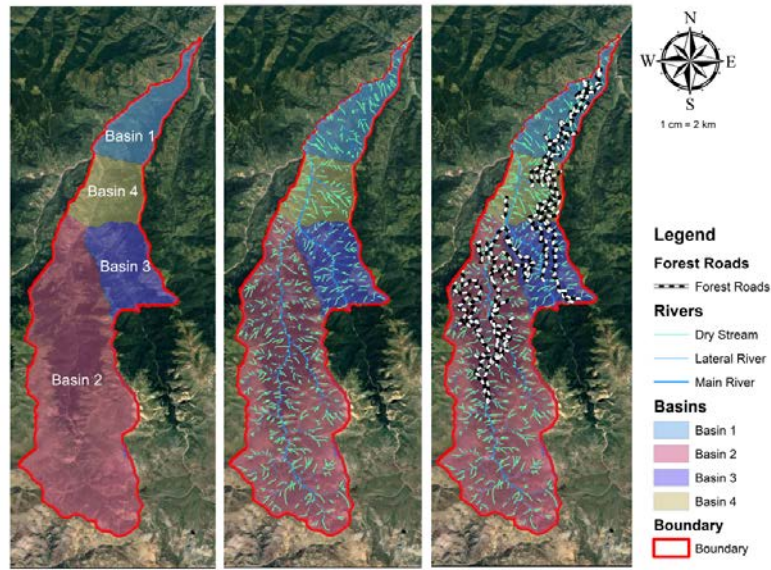 Basin 1
Basin 4
Basin 3
Basin 2
N
W E
S
1 cm = 2 km
Legend
Forest Roads
Forest Roads
Rivers
Dry Stream
Lateral River
Main River
Basins
Basin 1
Basin 2
Basin 3
Basin 4
Boundary
Boundary